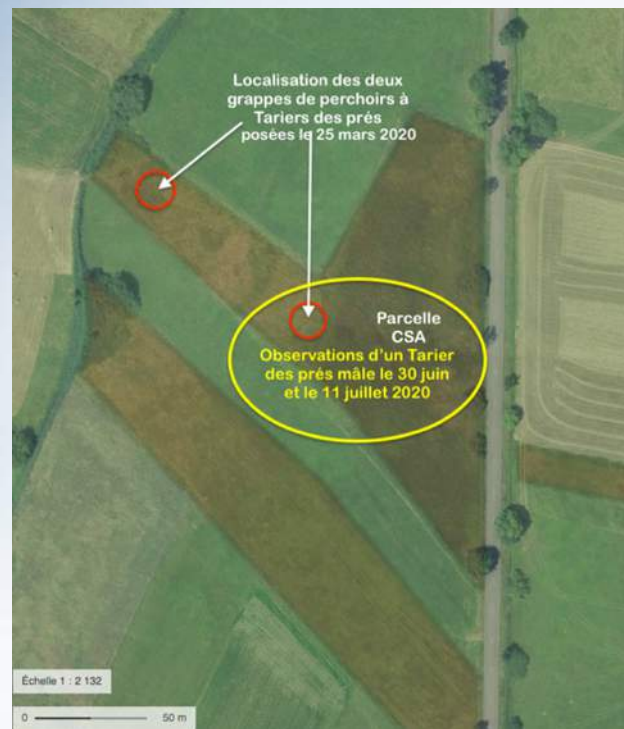 Localisation des deux
grappes de perchoirs à
Tariers des prés
posées le 25 mars 2020
Parcelle
CSA
Observations d'un Tarier
des prés mâle le 30 juin
et le 11 juillet 2020
Échelle 1 : 2 132
0 50 m